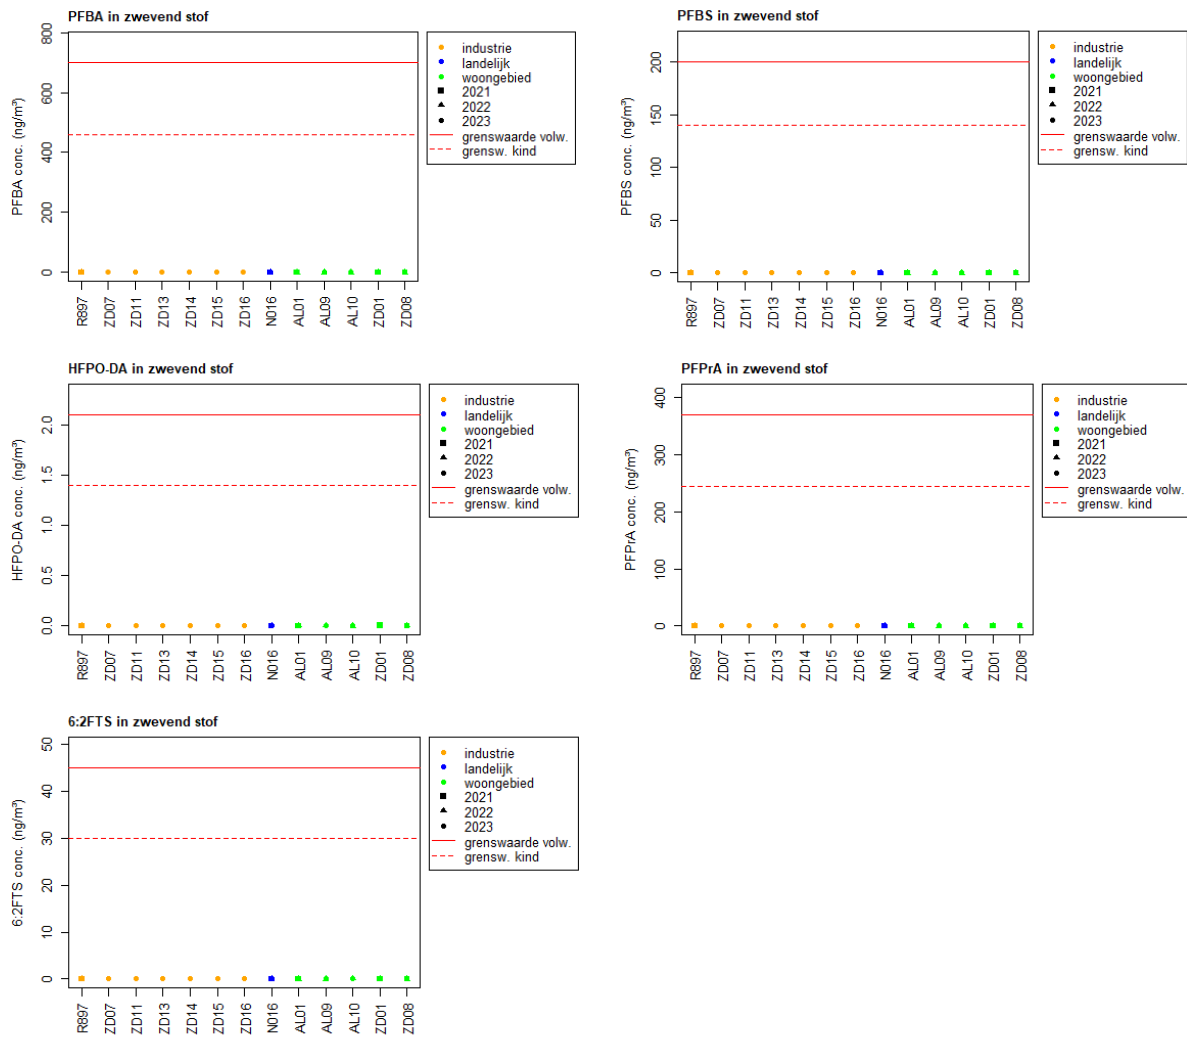 PFBA in zwevend stof
PFBA conc. (ng/m³)
800
600
400
200
0
R897 ZD07 ZD11 ZD13 ZD14 ZD15 ZD16 N016 AL01 AL09 AL10 ZD01 ZD08
industrie
landelijk
woongebied
2021
2022
2023
grenswaarde volw.
grensw. kind
PFBS in zwevend stof
PFBS conc. (ng/m³)
200
150
100
50
0
R897 ZD07 ZD11 ZD13 ZD14 ZD15 ZD16 N016 AL01 AL09 AL10 ZD01 ZD08
industrie
landelijk
woongebied
2021
2022
2023
grenswaarde volw.
grensw. kind
HFPO-DA in zwevend stof
HFPO-DA conc. (ng/m³)
2.0
1.5
1.0
0.5
0.0
R897 ZD07 ZD11 ZD13 ZD14 ZD15 ZD16 N016 AL01 AL09 AL10 ZD01 ZD08
industrie
landelijk
woongebied
2021
2022
2023
grenswaarde volw.
grensw. kind
PFPrA in zwevend stof
PFPrA conc. (ng/m³)
400
300
200
100
0
R897 ZD07 ZD11 ZD13 ZD14 ZD15 ZD16 N016 AL01 AL09 AL10 ZD01 ZD08
industrie
landelijk
woongebied
2021
2022
2023
grenswaarde volw.
grensw. kind
6:2FTS in zwevend stof
6:2FTS conc. (ng/m³)
50
40
30
20
10
0
R897 ZD07 ZD11 ZD13 ZD14 ZD15 ZD16 N016 AL01 AL09 AL10 ZD01 ZD08
industrie
landelijk
woongebied
2021
2022
2023
grenswaarde volw.
grensw. kind